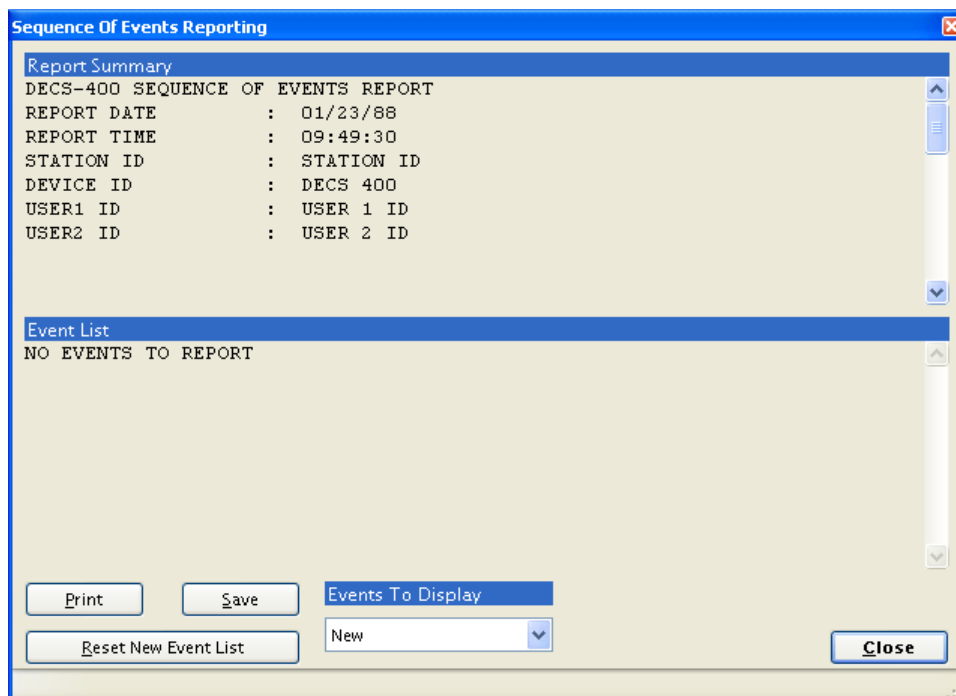 Sequence Of Events Reporting
Report Summary
DECS-400 SEQUENCE OF EVENTS REPORT
REPORT DATE : 01/23/88
REPORT TIME : 09:49:30
STATION ID : STATION ID
DEVICE ID : DECS 400
USER1 ID : USER 1 ID
USER2 ID : USER 2 ID
Event List
NO EVENTS TO REPORT
Print Save Events To Display
Reset New Event List New Close